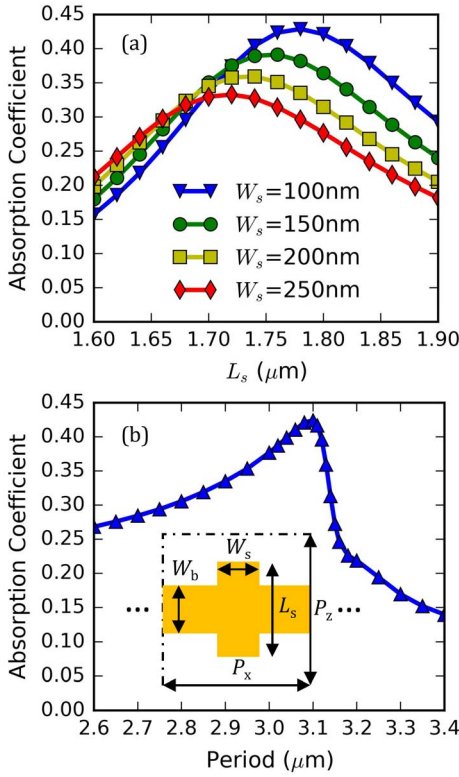 0.45
(a)
0.40
0.35
0.30
0.25
0.20
0.15
0.10
0.05
0.00
Absorption Coefficient
W_s=100nm
W_s=150nm
W_s=200nm
W_s=250nm
1.60 1.65 1.70 1.75 1.80 1.85 1.90
L_s (μm)
0.45
(b)
0.40
0.35
0.30
0.25
0.20
0.15
0.10
0.05
0.00
Absorption Coefficient
W_s
W_b
... L_s P_z ...
P_x
2.6 2.7 2.8 2.9 3.0 3.1 3.2 3.3 3.4
Period (μm)